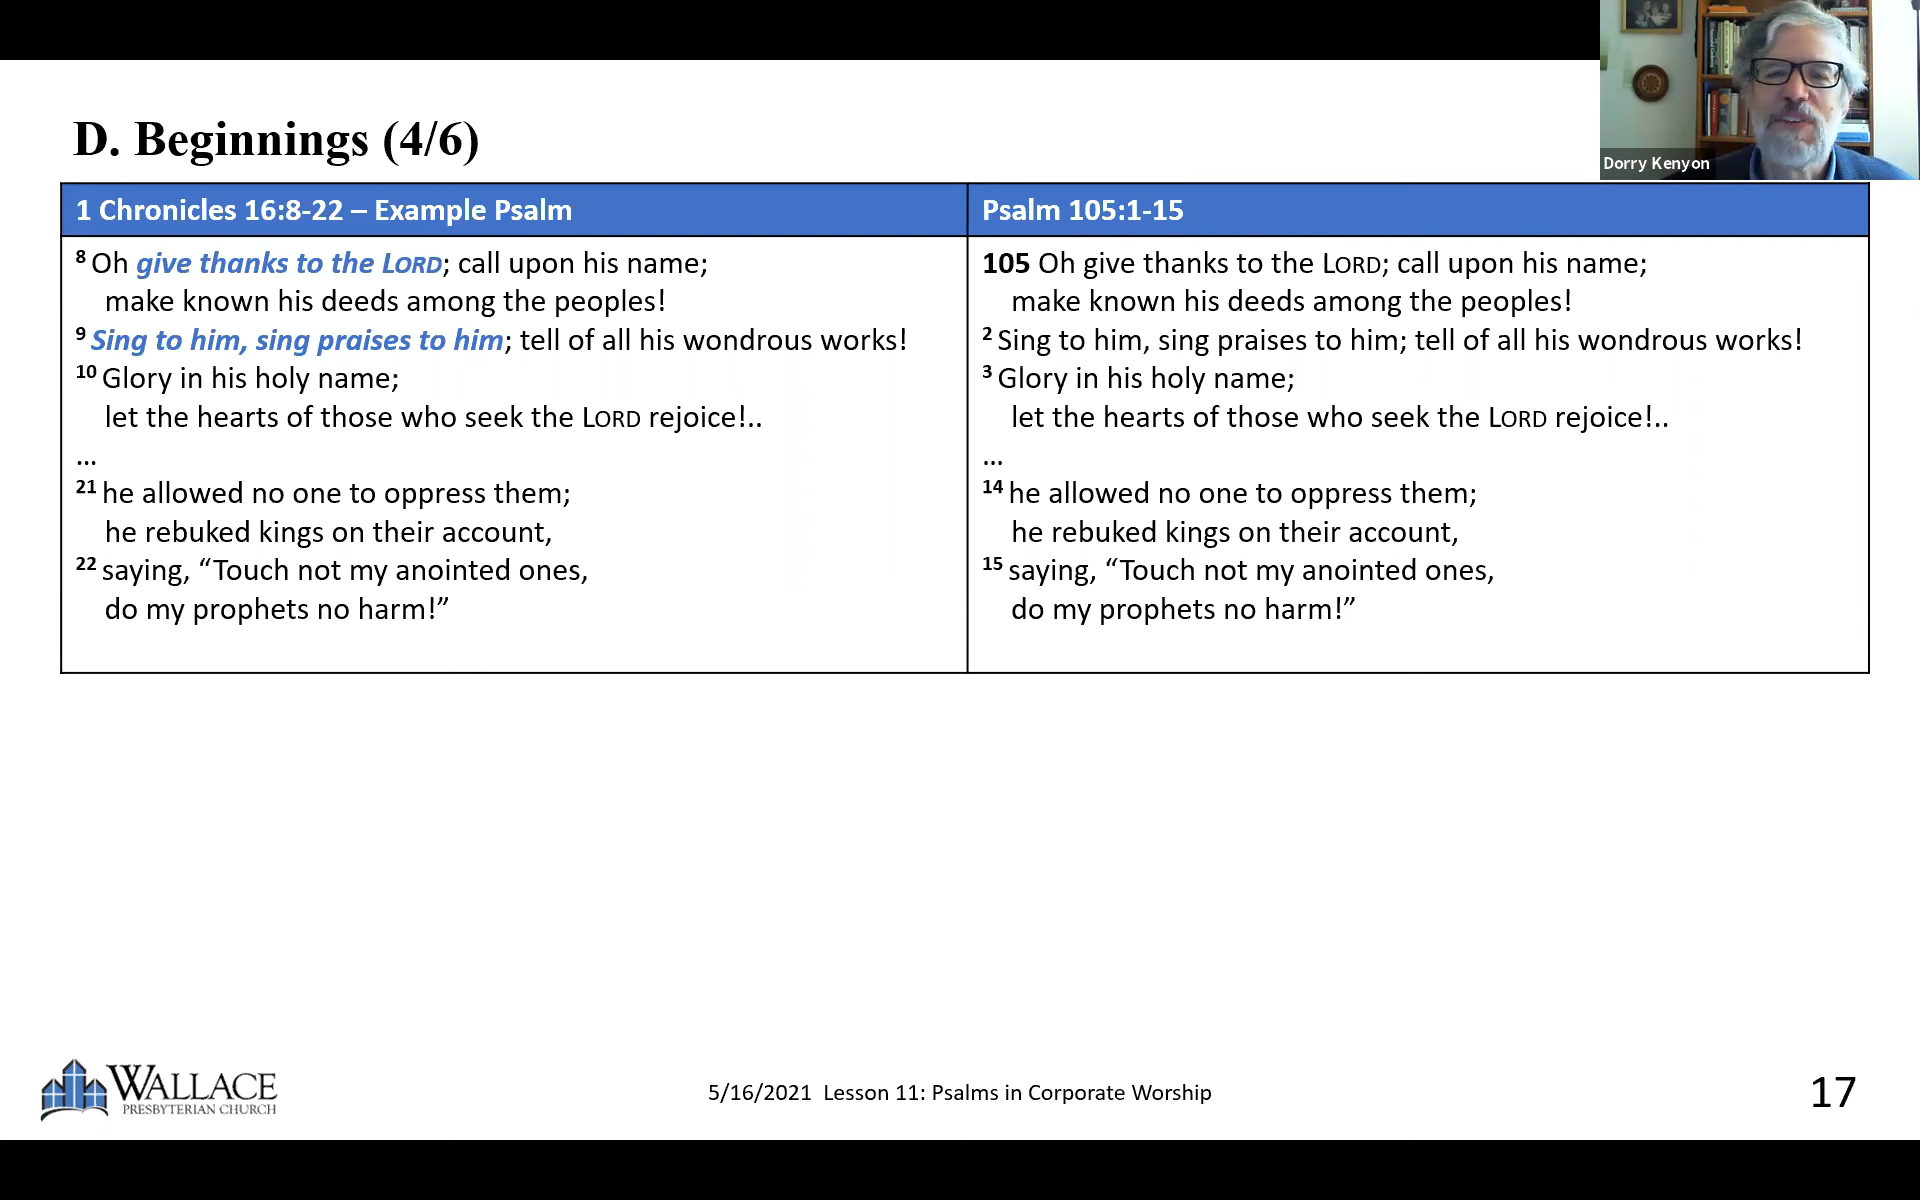 Dorry Kenyon
D. Beginnings (4/6)
1 Chronicles 16:8-22 – Example Psalm
⁸ Oh give thanks to the LORD; call upon his name;
make known his deeds among the peoples!
⁹ Sing to him, sing praises to him; tell of all his wondrous works!
¹⁰ Glory in his holy name;
let the hearts of those who seek the LORD rejoice!..
...
²¹ he allowed no one to oppress them;
he rebuked kings on their account,
²² saying, “Touch not my anointed ones,
do my prophets no harm!”
Psalm 105:1-15
105 Oh give thanks to the LORD; call upon his name;
make known his deeds among the peoples!
² Sing to him, sing praises to him; tell of all his wondrous works!
³ Glory in his holy name;
let the hearts of those who seek the LORD rejoice!..
...
¹⁴ he allowed no one to oppress them;
he rebuked kings on their account,
¹⁵ saying, “Touch not my anointed ones,
do my prophets no harm!”
WALLACE
PRESBYTERIAN CHURCH
5/16/2021 Lesson 11: Psalms in Corporate Worship
17